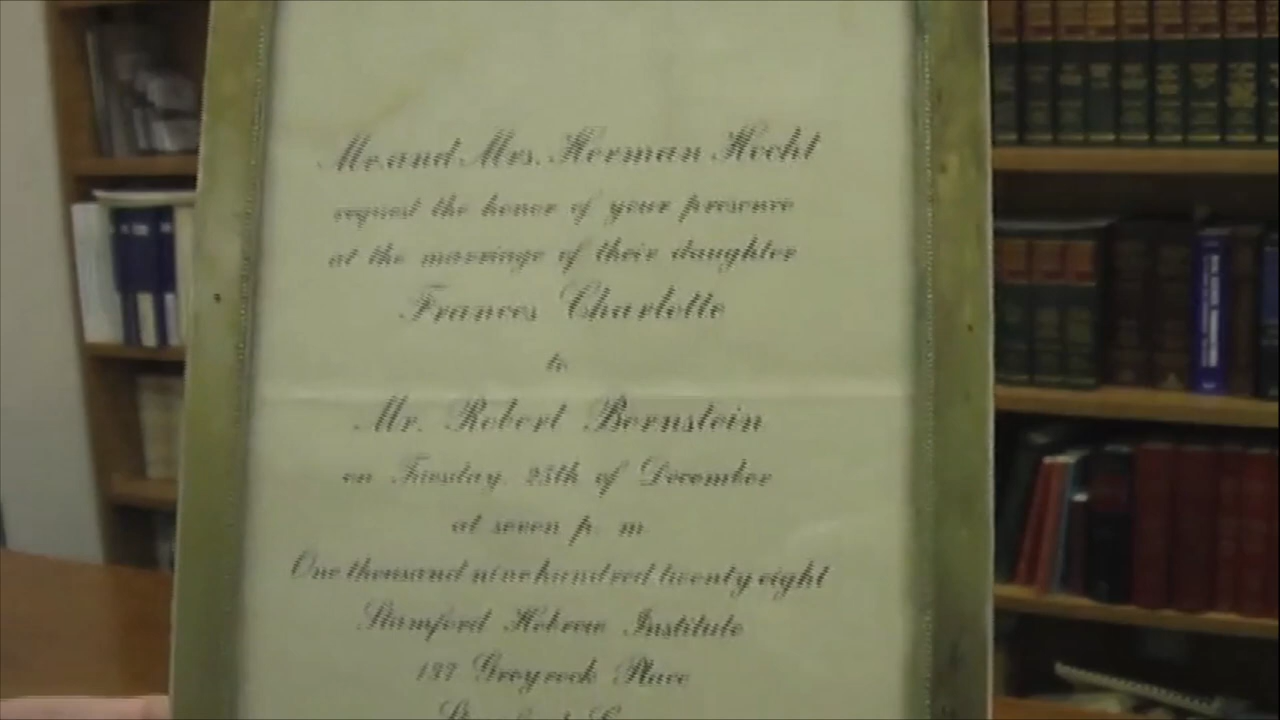 Mr. and Mrs. Herman Hecht
request the honor of your presence
at the marriage of their daughter
Frances Charlotte
to
Mr. Robert Bernstein
on Tuesday, 25th of December
at seven p. m.
One thousand nine hundred twenty eight
Stamford Hebrew Institute
137 Greyrock Place